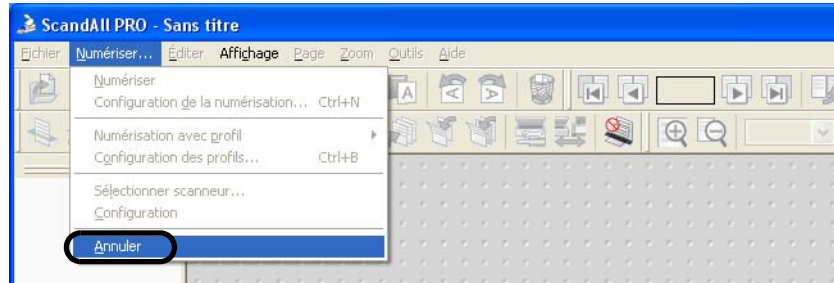 ScandAll PRO - Sans titre
Fichier Numériser... Éditer Affichage Page Zoom Outils Aide
Numériser
Configuration de la numérisation... Ctrl+N
Numérisation avec profil
Configuration des profils... Ctrl+B
Sélectionner scanneur...
Configuration
Annuler
A